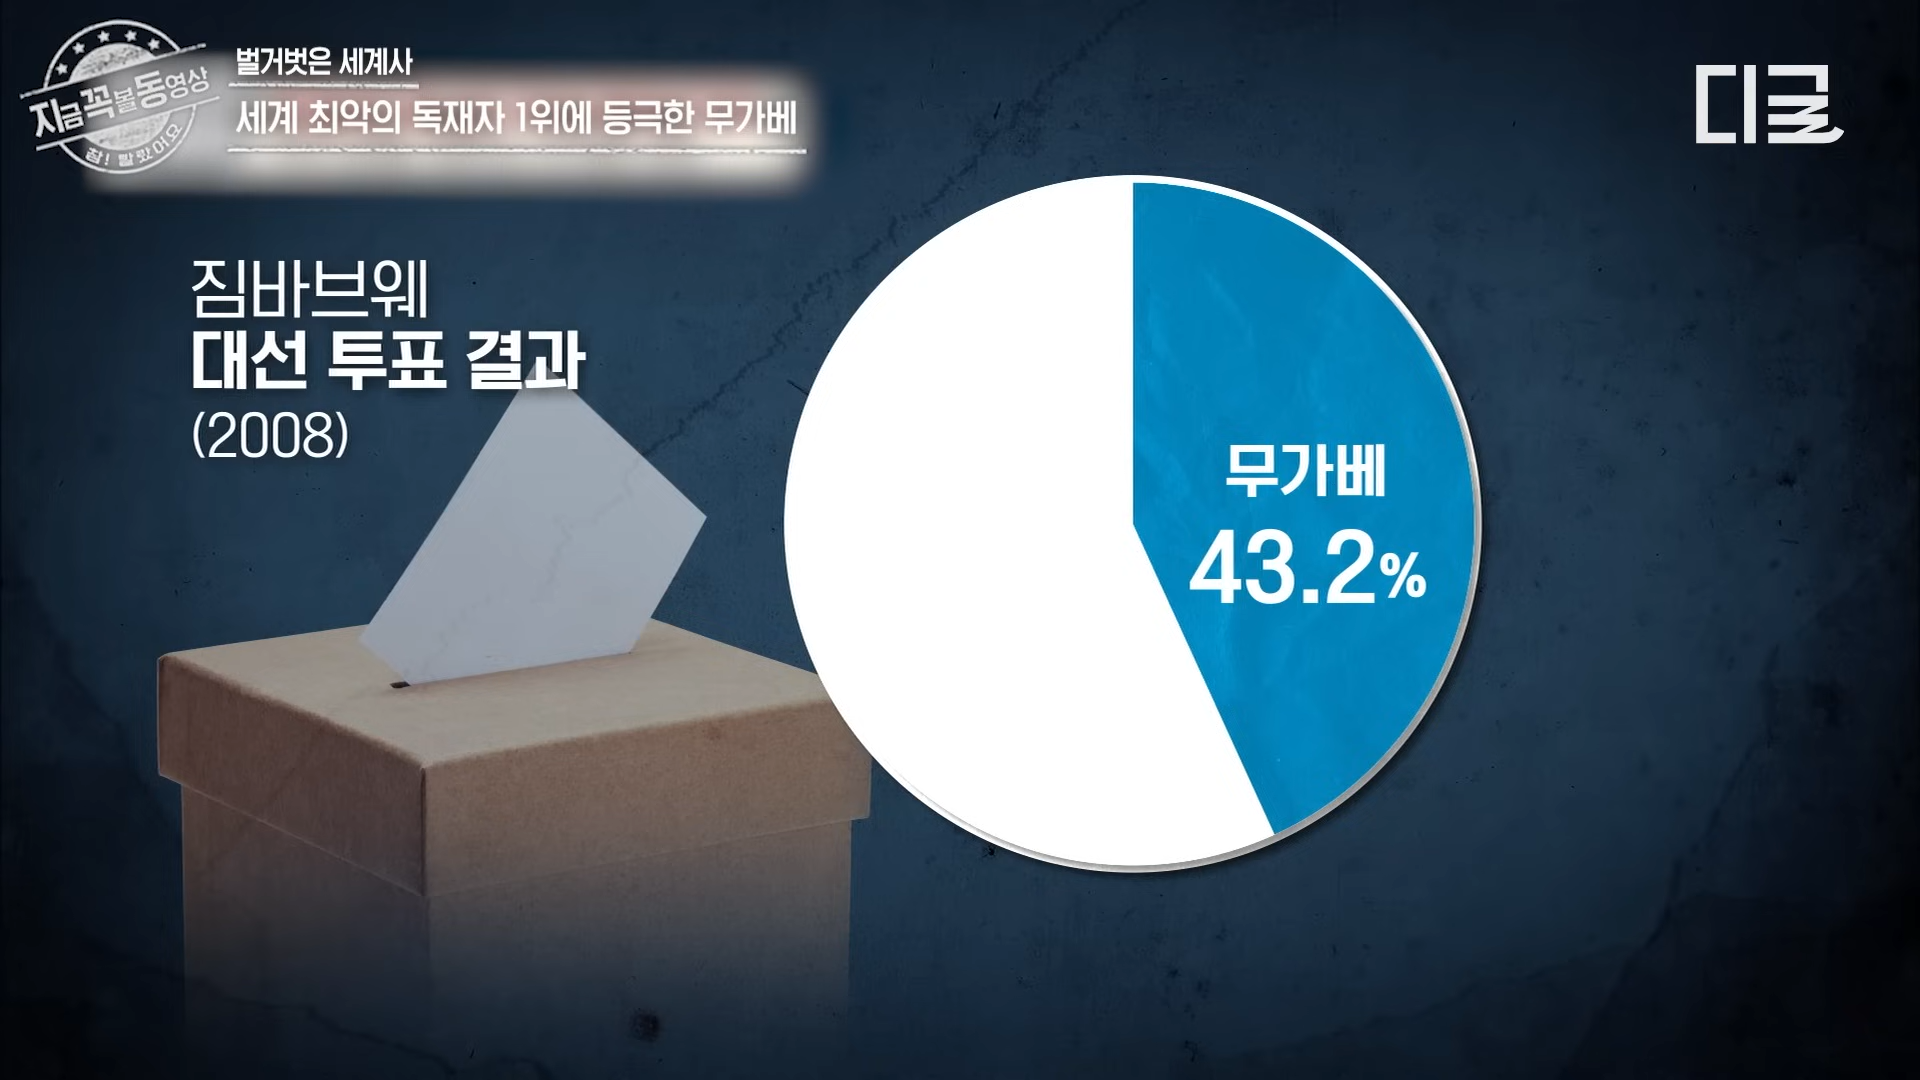 지금 꼭 볼 동영상
참! 잘랐어요
벌거벗은 세계사
세계 최악의 독재자 1위에 등극한 무가베
디글
짐바브웨
대선 투표 결과
(2008)
무가베
43.2%